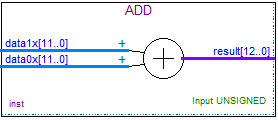 ADD
data1x[11..0]
+
data0x[11..0]
+
+
result[12..0]
inst
Input UNSIGNED